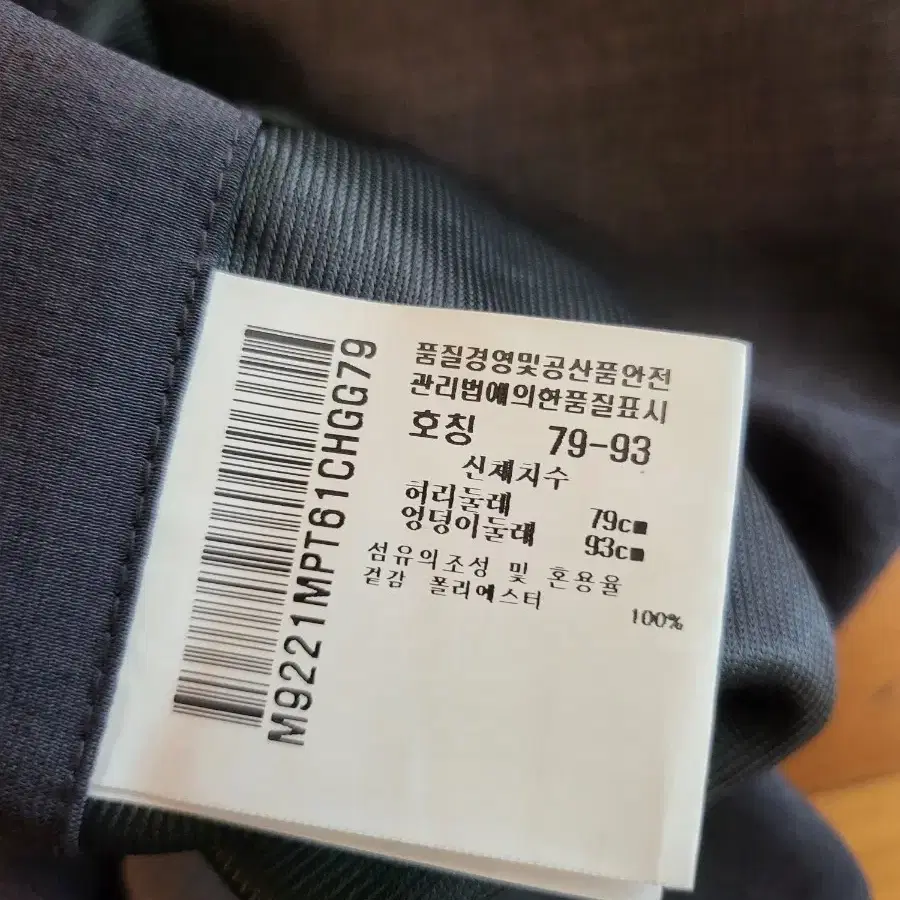 M9221MPT61CHGG79
품질경영및공산품안전
관리법애의한품질표시
호칭 79-93
신체치수
허리둘레 79cm
엉덩이둘레 93cm
섬유의조성 및 혼용율
겉감 폴리에스터
100%